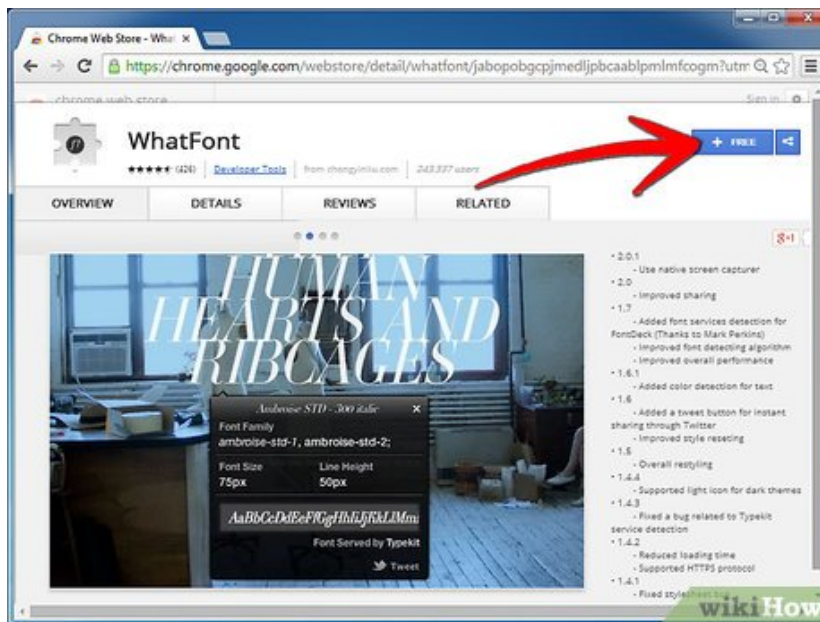 Chrome Web Store - What
https://chrome.google.com/webstore/detail/whatfont/jabopobgcpjmedljpbcaablpmlmfcogm?utm
chrome web store
Sign in
WhatFont
(426) Developer Tools from chengyinliu.com 243,337 users
+ FREE
OVERVIEW DETAILS REVIEWS RELATED
g+1
HUMAN
HEARTS AND
RIBCAGES
Ambroise STD - 300 italic
Font Family
ambroise-std-1, ambroise-std-2;
Font Size Line Height
75px 50px
AaBbCcDdEeFfGgHhIiJjKkLlMm
Font Served by Typekit
Tweet
• 2.0.1
- Use native screen capturer
• 2.0
- Improved sharing
• 1.7
- Added font services detection for
FontDeck (Thanks to Mark Perkins)
- Improved font detecting algorithm
- Improved overall performance
• 1.6.1
- Added color detection for text
• 1.6
- Added a tweet button for instant
sharing through Twitter
- Improved style reseting
• 1.5
- Overall restyling
• 1.4.4
- Supported light icon for dark themes
• 1.4.3
- Fixed a bug related to Typekit
service detection
• 1.4.2
- Reduced loading time
- Supported HTTPS protocol
• 1.4.1
- Fixed stylesheet
wikiHow